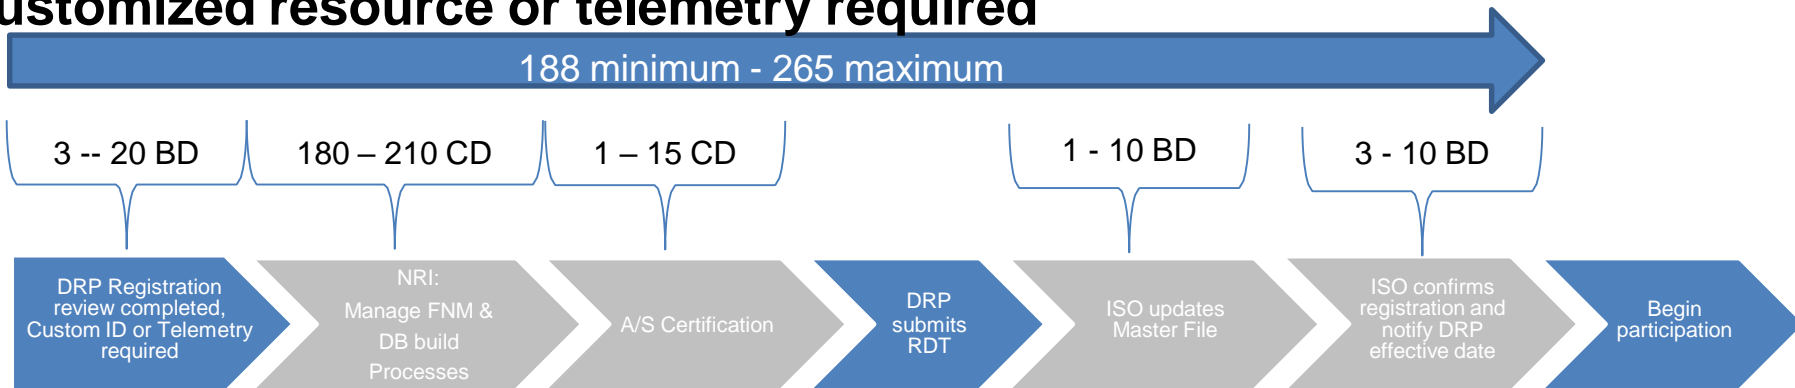 ustomized resource or telemetry required
188 minimum - 265 maximum
3 -- 20 BD
180 – 210 CD
1 – 15 CD
1 - 10 BD
3 - 10 BD
DRP Registration
review completed,
Custom ID or Telemetry
required
NRI:
Manage FNM &
DB build
Processes
A/S Certification
DRP
submits
RDT
ISO updates
Master File
ISO confirms
registration and
notify DRP
effective date
Begin
participation